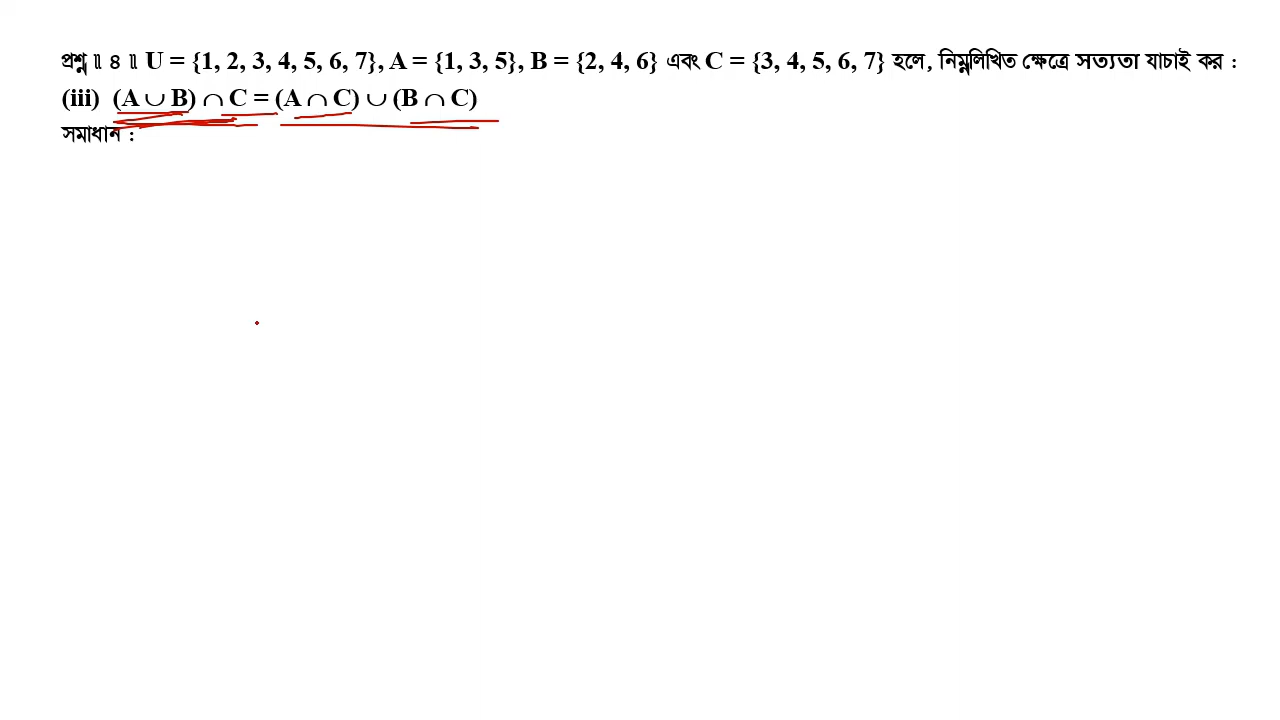 প্রশ্ন ॥ ৪ ॥ U = {1, 2, 3, 4, 5, 6, 7}, A = {1, 3, 5}, B = {2, 4, 6} এবং C = {3, 4, 5, 6, 7} হলে, নিম্নলিখিত ক্ষেত্রে সত্যতা যাচাই কর :
(iii) (A ∪ B) ∩ C = (A ∩ C) ∪ (B ∩ C)
সমাধান :